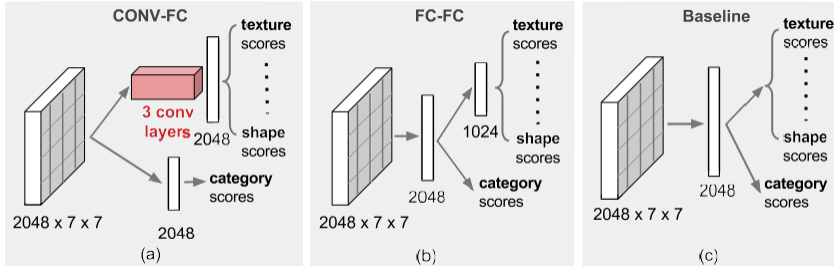 CONV-FC
texture
scores
3 conv
layers
2048
shape
scores
category
scores
2048 x 7 x 7
2048
(a)
FC-FC
texture
scores
1024
shape
scores
2048
category
scores
2048 x 7 x 7
(b)
Baseline
texture
scores
shape
scores
2048
category
scores
2048 x 7 x 7
(c)